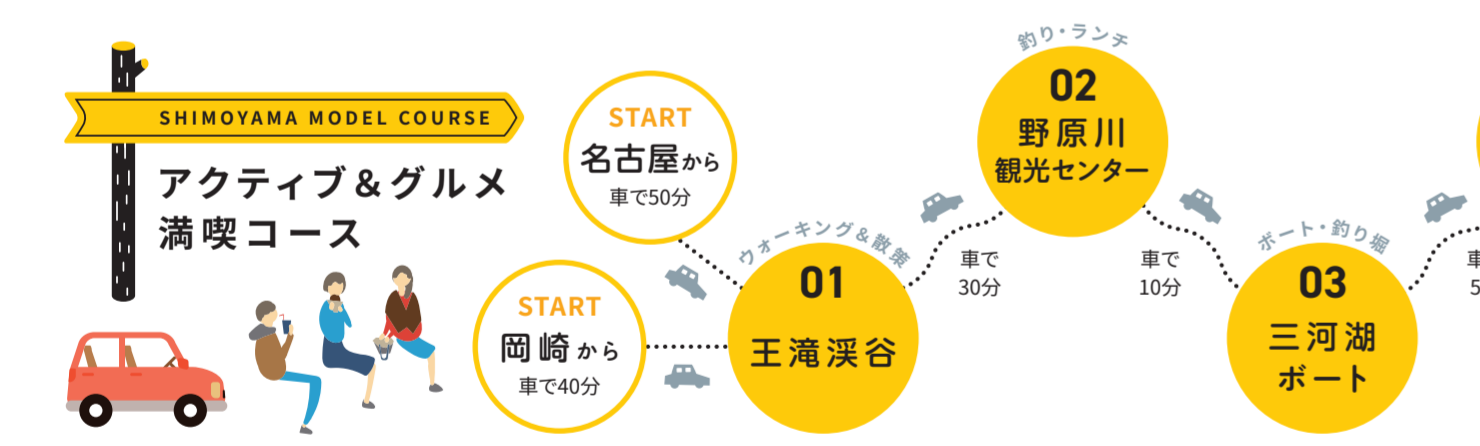 SHIMOYAMA MODEL COURSE
アクティブ&グルメ
満喫コース
START
名古屋から
車で50分
START
岡崎から
車で40分
ウォーキング&散策
01
王滝渓谷
車で
30分
釣り・ランチ
02
野原川
観光センター
車で
10分
ボート・釣り堀
03
三河湖
ボート